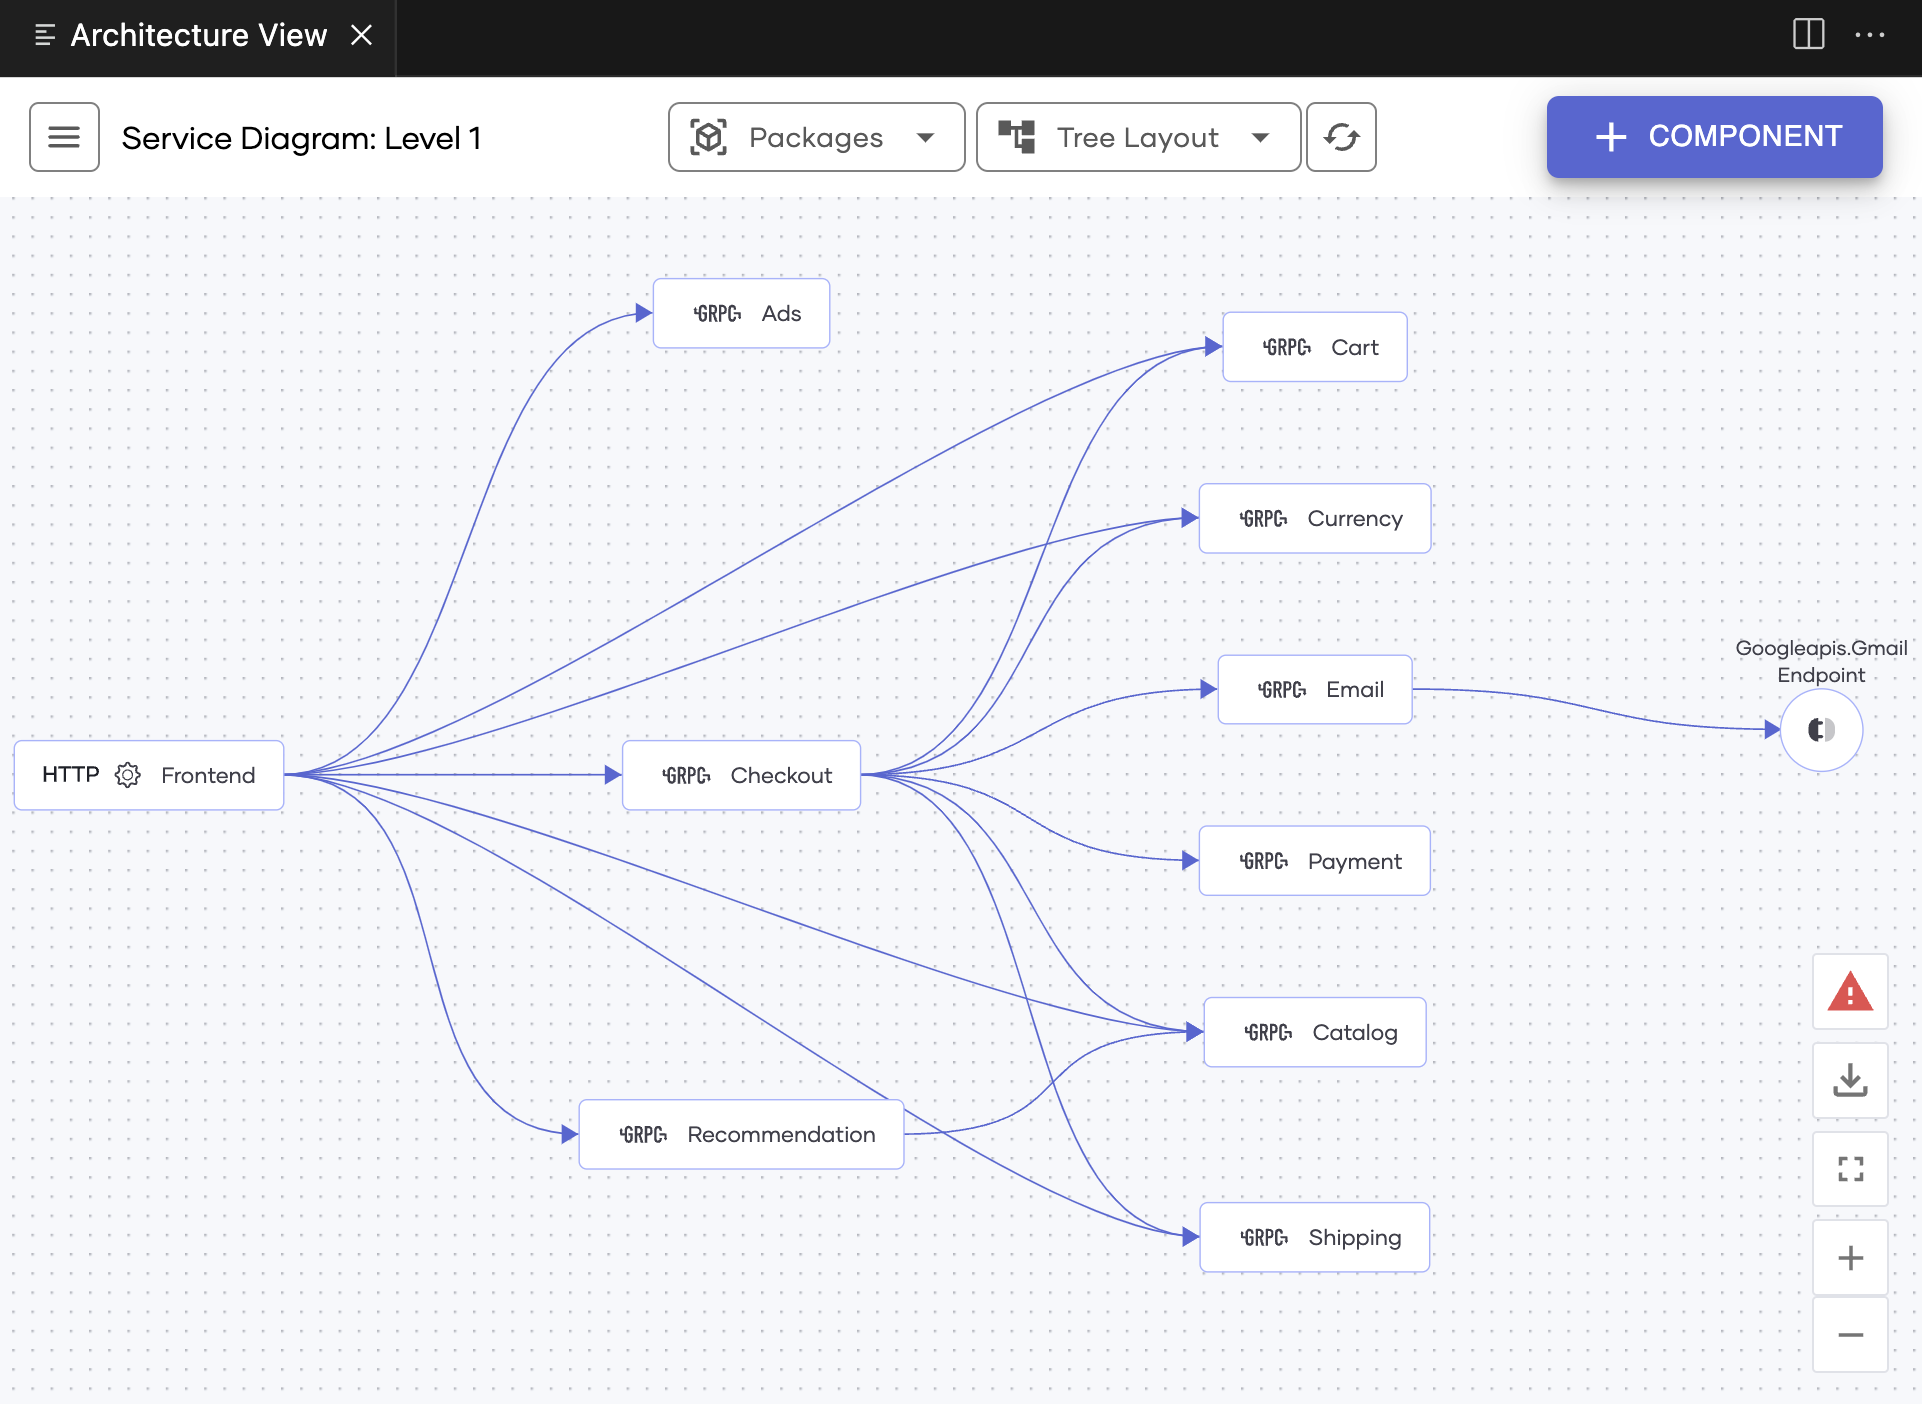 Architecture View
Service Diagram: Level 1
Packages
Tree Layout
COMPONENT
GRPC Ads
GRPC Cart
GRPC Currency
Googleapis.Gmail
Endpoint
GRPC Email
HTTP Frontend
GRPC Checkout
GRPC Payment
GRPC Catalog
GRPC Recommendation
GRPC Shipping